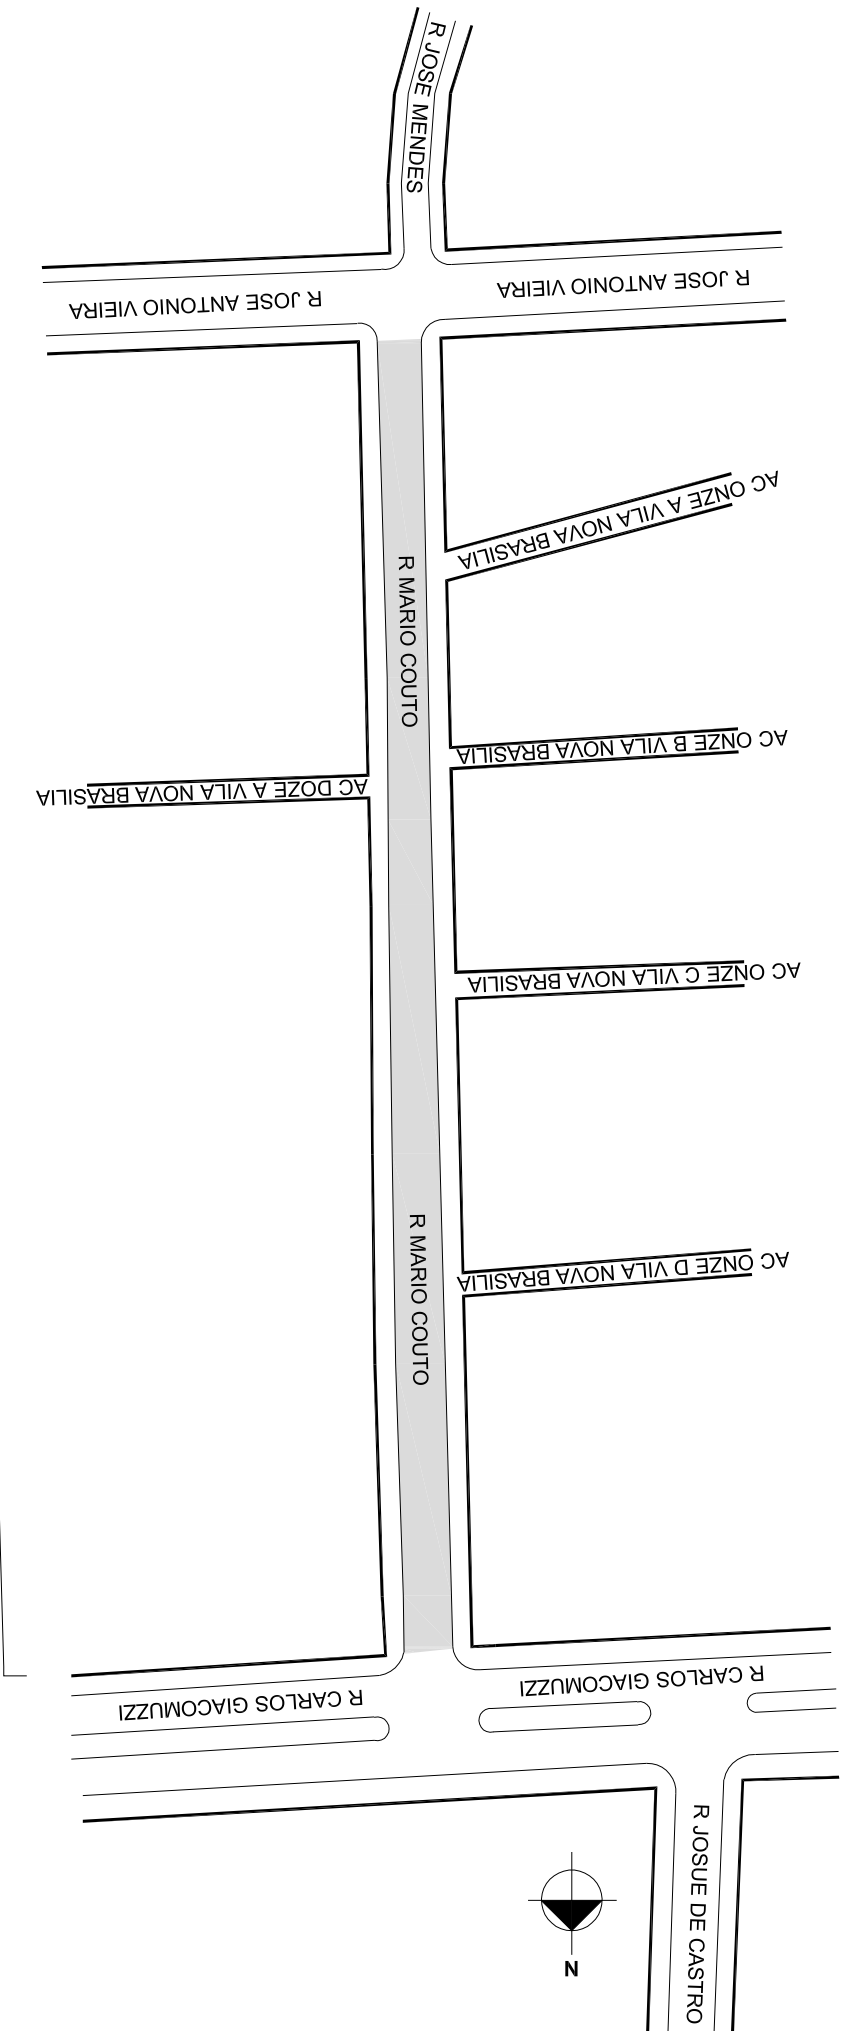 R JOSE MENDES
R JOSE ANTONIO VIEIRA
R JOSE ANTONIO VIEIRA
AC ONZE A VILA NOVA BRASILIA
R MARIO COUTO
AC ONZE B VILA NOVA BRASILIA
AC DOZE A VILA NOVA BRASILIA
AC ONZE C VILA NOVA BRASILIA
R MARIO COUTO
AC ONZE D VILA NOVA BRASILIA
R CARLOS GIACOMUZZI
R CARLOS GIACOMUZZI
R JOSUE DE CASTRO
N